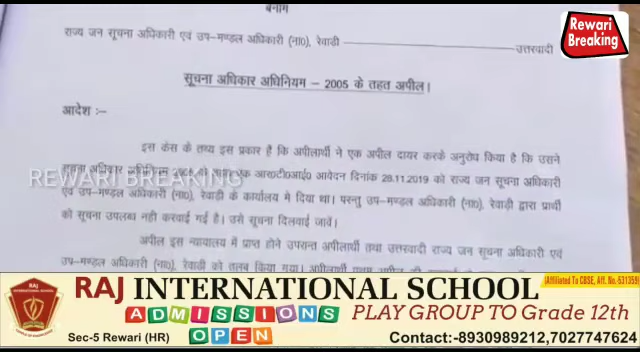 बनाम
राज्य जन सूचना अधिकारी एवं उप-मण्डल अधिकारी (ना0), रेवाड़ी ———— उत्तरवादी
सूचना अधिकार अधिनियम – 2005 के तहत अपील।
आदेश :–
इस केस के तथ्य इस प्रकार है कि अपीलार्थी ने एक अपील दायर करके अनुरोध किया है कि उसने
आर0टी0आई0 आवेदन दिनांक 28.11.2019 को राज्य जन सूचना अधिकारी
एवं उप-मण्डल अधिकारी (ना0), रेवाड़ी के कार्यालय मे दिया था। परन्तु उप-मण्डल अधिकारी (ना0), रेवाड़ी द्वारा प्रार्थी
को सूचना उपलब्ध नही करवाई गई है। उसे सूचना दिलवाई जावें।
अपील इस न्यायालय में प्राप्त होने उपरान्त अपीलार्थी तथा उत्तरवादी राज्य जन सूचना अधिकारी एवं
उप-मण्डल अधिकारी (ना0), रेवाड़ी को तलब किया गया। अपीलार्थी
Rewari
Breaking
REWARI BREAKING
RAJ INTERNATIONAL SCHOOL
(Affiliated To CBSE, Aff. No.-531359
ADMISSIONS
OPEN
PLAY GROUP TO Grade 12th
Sec-5 Rewari (HR)
Contact:-8930989212,7027747624